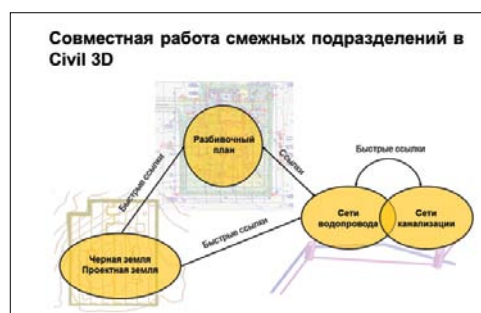 Совместная работа смежных подразделений в
Civil 3D
Разбивочный
план
Быстрые ссылки
Ссылки
Быстрые ссылки
Сети
водопровода
Сети
канализации
Быстрые ссылки
Черная земля
Проектная земля